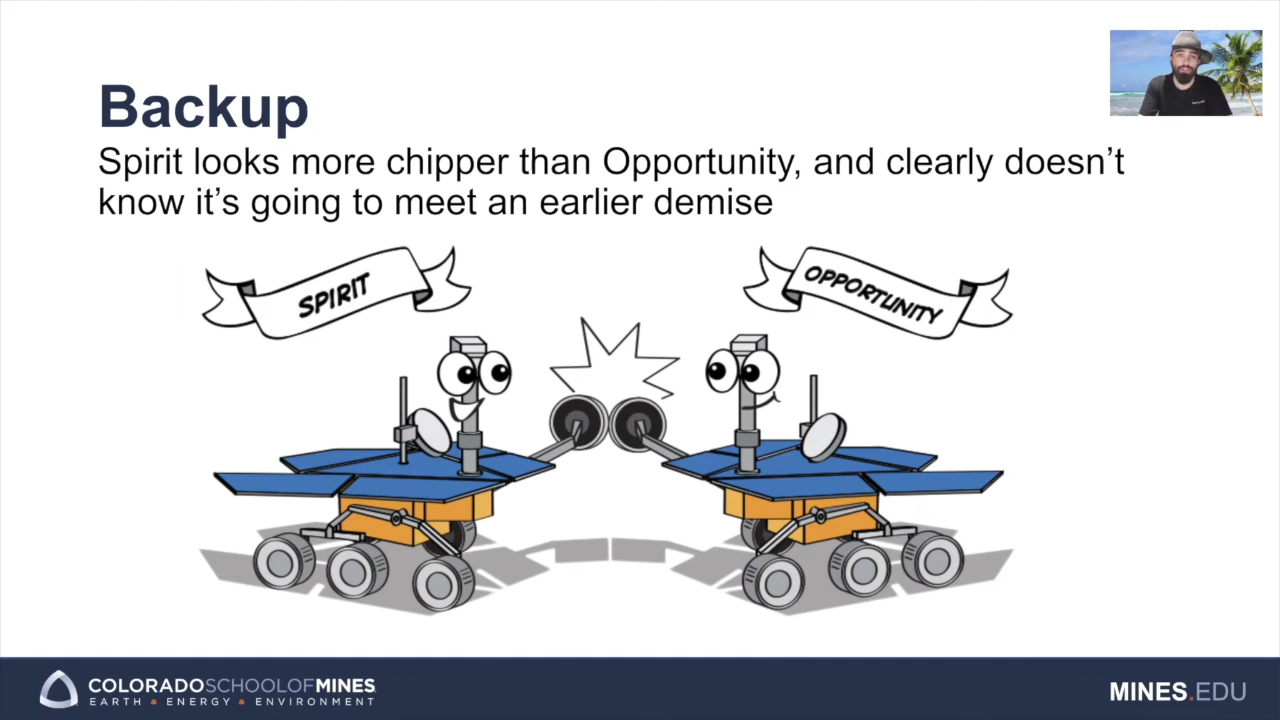 Backup
Spirit looks more chipper than Opportunity, and clearly doesn’t
know it’s going to meet an earlier demise
SPIRIT
OPPORTUNITY
COLORADOSCHOOLOFMINES
EARTH • ENERGY • ENVIRONMENT
MINES.EDU